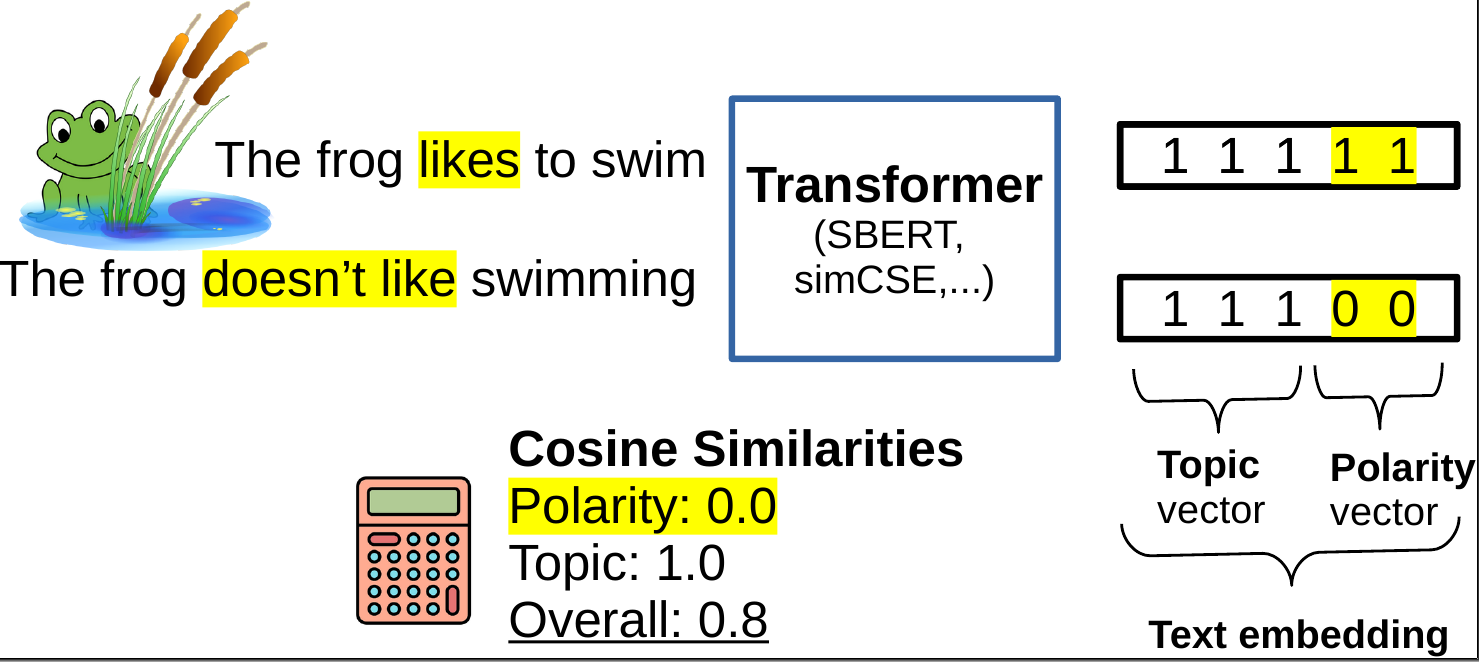 The frog likes to swim
The frog doesn’t like swimming
Transformer
(SBERT,
simCSE,...)
1 1 1 1 1
1 1 1 0 0
Topic
vector
Polarity
vector
Text embedding
Cosine Similarities
Polarity: 0.0
Topic: 1.0
Overall: 0.8